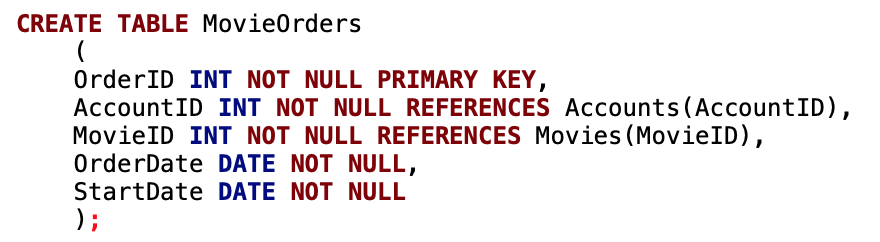 CREATE TABLE MovieOrders
(
OrderID INT NOT NULL PRIMARY KEY,
AccountID INT NOT NULL REFERENCES Accounts(AccountID),
MovieID INT NOT NULL REFERENCES Movies(MovieID),
OrderDate DATE NOT NULL,
StartDate DATE NOT NULL
);